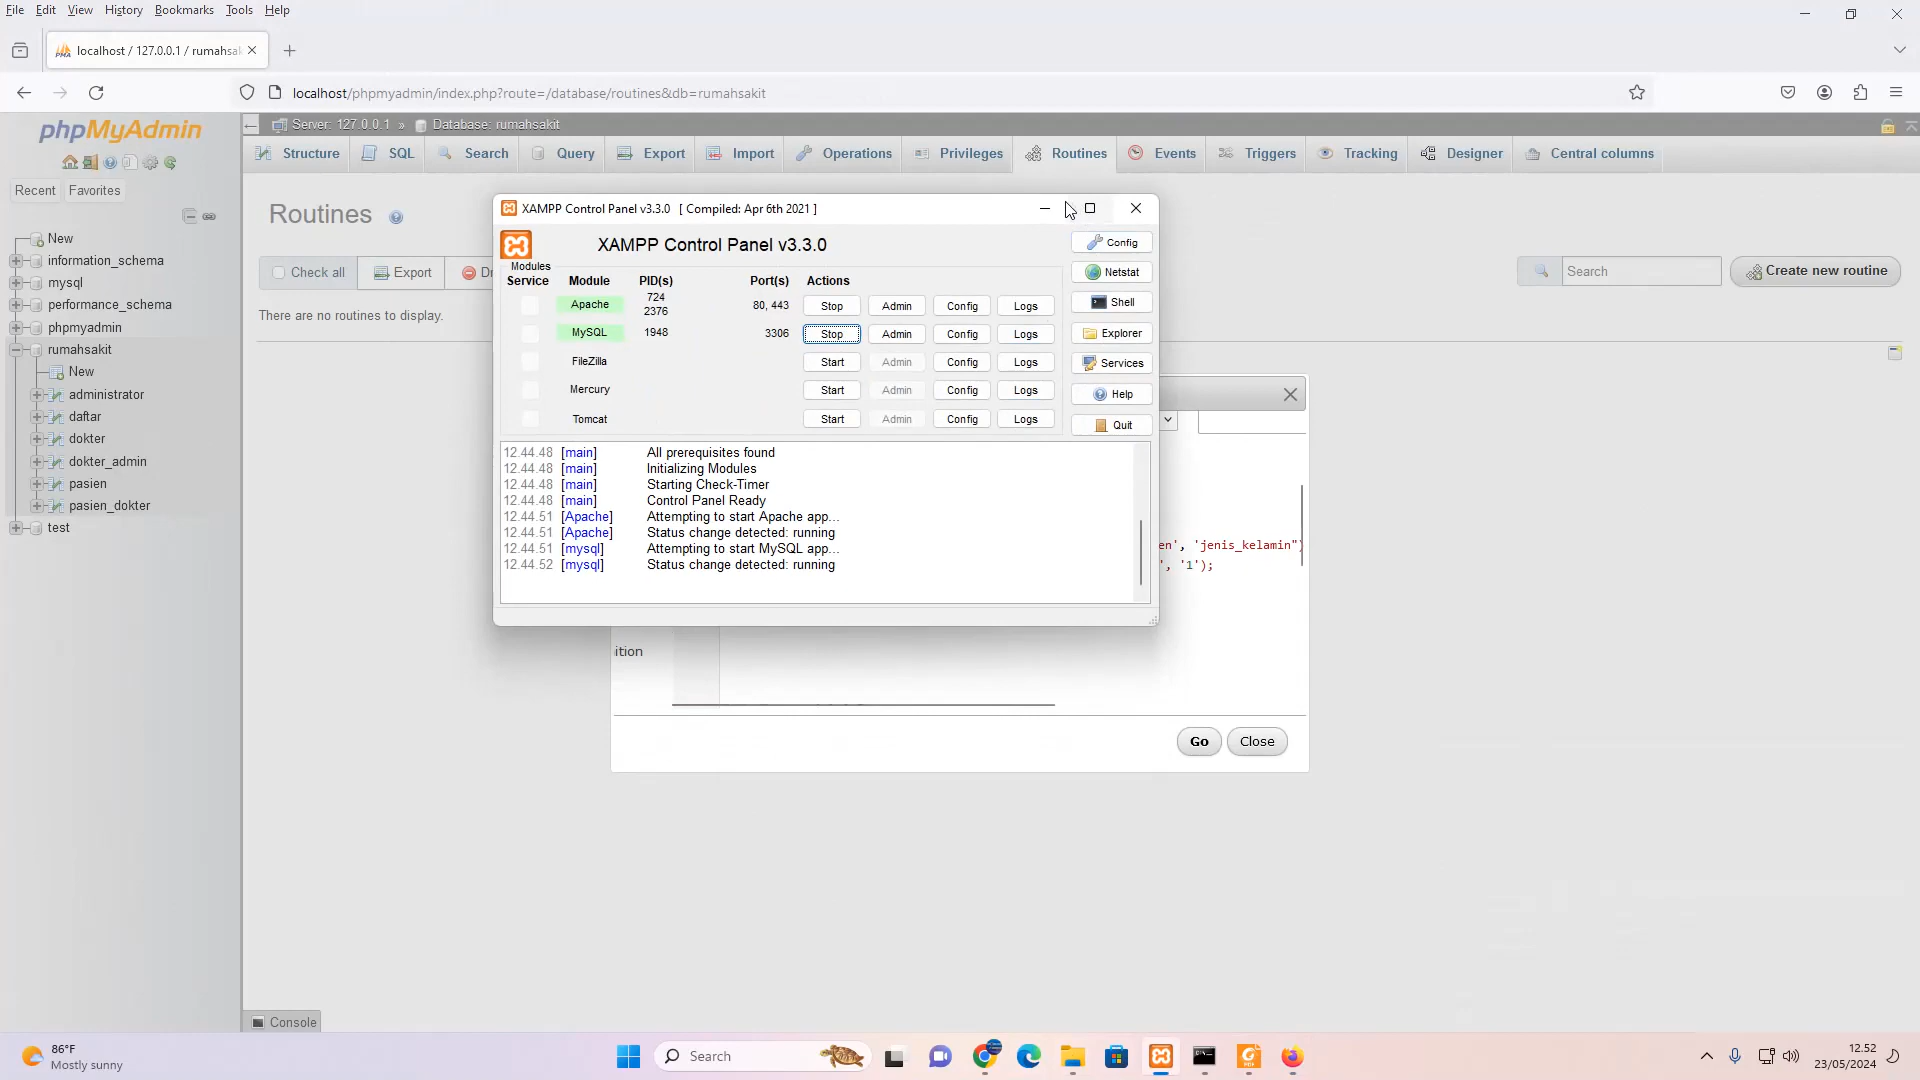 File Edit View History Bookmarks Tools Help
localhost / 127.0.0.1 / rumahsak
localhost/phpmyadmin/index.php?route=/database/routines&db=rumahsakit
phpMyAdmin
Server: 127.0.0.1 » Database: rumahsakit
Structure SQL Search Query Export Import Operations Privileges Routines Events Triggers Tracking Designer Central columns
Recent Favorites
New
information_schema
mysql
performance_schema
phpmyadmin
rumahsakit
New
administrator
daftar
dokter
dokter_admin
pasien
pasien_dokter
test
Routines
Check all Export Dr
Search Create new routine
There are no routines to display.
XAMPP Control Panel v3.3.0 [ Compiled: Apr 6th 2021 ]
XAMPP Control Panel v3.3.0
Modules
Service Module PID(s) Port(s) Actions
Apache 724 2376 80, 443 Stop Admin Config Logs
MySQL 1948 3306 Stop Admin Config Logs
FileZilla Start Admin Config Logs
Mercury Start Admin Config Logs
Tomcat Start Admin Config Logs
Config
Netstat
Shell
Explorer
Services
Help
Quit
12.44.48 [main] All prerequisites found
12.44.48 [main] Initializing Modules
12.44.48 [main] Starting Check-Timer
12.44.48 [main] Control Panel Ready
12.44.51 [Apache] Attempting to start Apache app...
12.44.51 [Apache] Status change detected: running
12.44.51 [mysql] Attempting to start MySQL app...
12.44.52 [mysql] Status change detected: running
en', 'jenis_kelamin")
', '1');
ition
Go Close
Console
86°F
Mostly sunny
Search
12.52
23/05/2024